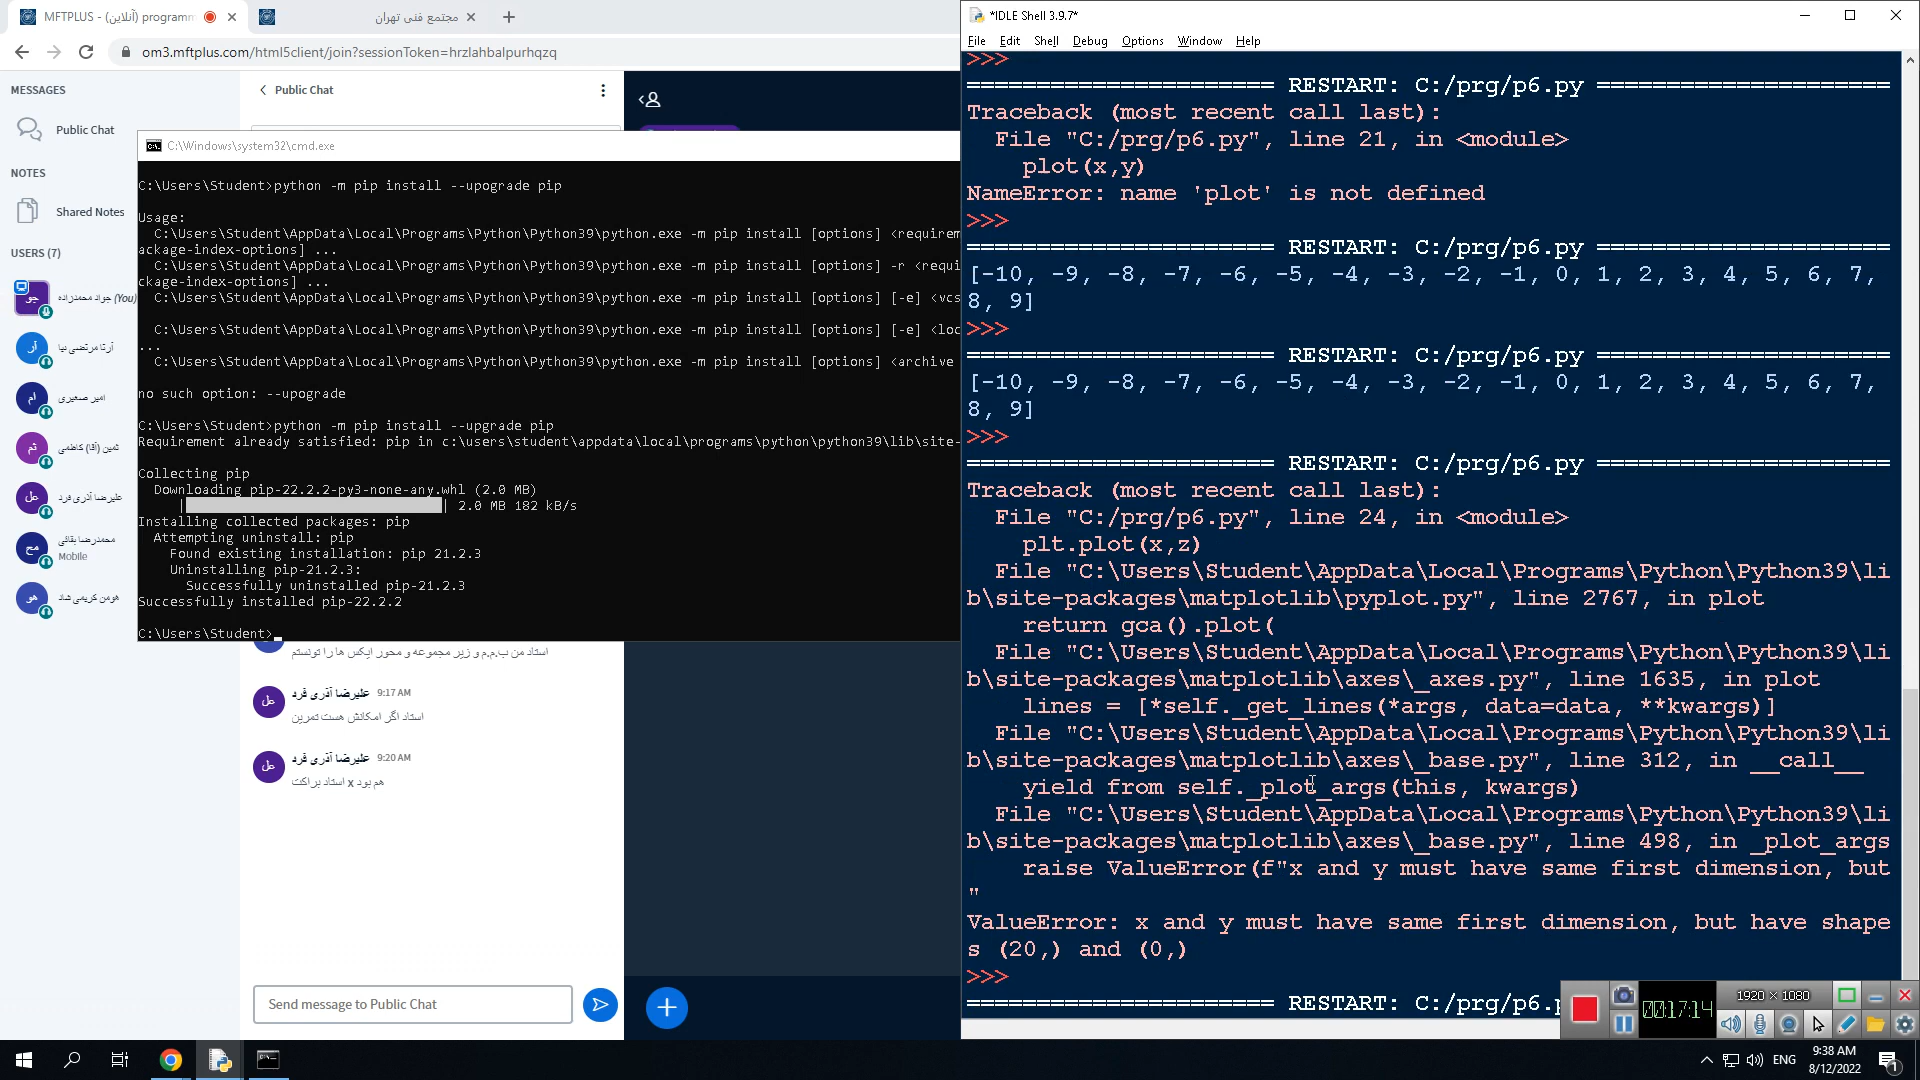 MFTPLUS - (آنلاین) programm
مجتمع فنی تهران
om3.mftplus.com/html5client/join?sessionToken=hrzlahbalpurhqzq
MESSAGES
Public Chat
NOTES
Shared Notes
USERS (7)
جو
جواد محمدزاده (You)
آر
آرتا مرتضی نیا
ام
امیر صغیری
ثم
ثمین (آقا) کاظمی
عل
علیرضا آذری فرد
مح
محمدرضا بقائی
Mobile
هو
هومن کریمی شاد
Public Chat
C:\Windows\system32\cmd.exe
C:\Users\Student>python -m pip install --upograde pip
Usage:
C:\Users\Student\AppData\Local\Programs\Python\Python39\python.exe -m pip install [options] <requirem
ackage-index-options] ...
C:\Users\Student\AppData\Local\Programs\Python\Python39\python.exe -m pip install [options] -r <requi
ckage-index-options] ...
C:\Users\Student\AppData\Local\Programs\Python\Python39\python.exe -m pip install [options] [-e] <vcs
C:\Users\Student\AppData\Local\Programs\Python\Python39\python.exe -m pip install [options] [-e] <loc
...
C:\Users\Student\AppData\Local\Programs\Python\Python39\python.exe -m pip install [options] <archive
no such option: --upograde
C:\Users\Student>python -m pip install --upgrade pip
Requirement already satisfied: pip in c:\users\student\appdata\local\programs\python\python39\lib\site-
Collecting pip
Downloading pip-22.2.2-py3-none-any.whl (2.0 MB)
| 2.0 MB 182 kB/s
Installing collected packages: pip
Attempting uninstall: pip
Found existing installation: pip 21.2.3
Uninstalling pip-21.2.3:
Successfully uninstalled pip-21.2.3
Successfully installed pip-22.2.2
C:\Users\Student>
استاد من ب.م.م و زیر مجموعه و محور ایکس ها را تونستم
عل
علیرضا آذری فرد 9:17 AM
استاد اگر امکانش هست تمرین
عل
علیرضا آذری فرد 9:20 AM
هم بود x استاد براکت
Send message to Public Chat
*IDLE Shell 3.9.7*
File Edit Shell Debug Options Window Help
>>>
====================== RESTART: C:/prg/p6.py =====================
Traceback (most recent call last):
File "C:/prg/p6.py", line 21, in <module>
plot(x,y)
NameError: name 'plot' is not defined
>>>
====================== RESTART: C:/prg/p6.py =====================
[-10, -9, -8, -7, -6, -5, -4, -3, -2, -1, 0, 1, 2, 3, 4, 5, 6, 7,
8, 9]
>>>
====================== RESTART: C:/prg/p6.py =====================
[-10, -9, -8, -7, -6, -5, -4, -3, -2, -1, 0, 1, 2, 3, 4, 5, 6, 7,
8, 9]
>>>
====================== RESTART: C:/prg/p6.py =====================
Traceback (most recent call last):
File "C:/prg/p6.py", line 24, in <module>
plt.plot(x,z)
File "C:\Users\Student\AppData\Local\Programs\Python\Python39\li
b\site-packages\matplotlib\pyplot.py", line 2767, in plot
return gca().plot(
File "C:\Users\Student\AppData\Local\Programs\Python\Python39\li
b\site-packages\matplotlib\axes\_axes.py", line 1635, in plot
lines = [*self._get_lines(*args, data=data, **kwargs)]
File "C:\Users\Student\AppData\Local\Programs\Python\Python39\li
b\site-packages\matplotlib\axes\_base.py", line 312, in __call__
yield from self._plot_args(this, kwargs)
File "C:\Users\Student\AppData\Local\Programs\Python\Python39\li
b\site-packages\matplotlib\axes\_base.py", line 498, in _plot_args
raise ValueError(f"x and y must have same first dimension, but
"
ValueError: x and y must have same first dimension, but have shape
s (20,) and (0,)
>>>
====================== RESTART: C:/prg/p6.p
00:17:14
1920 × 1080
ENG
9:38 AM
8/12/2022
1